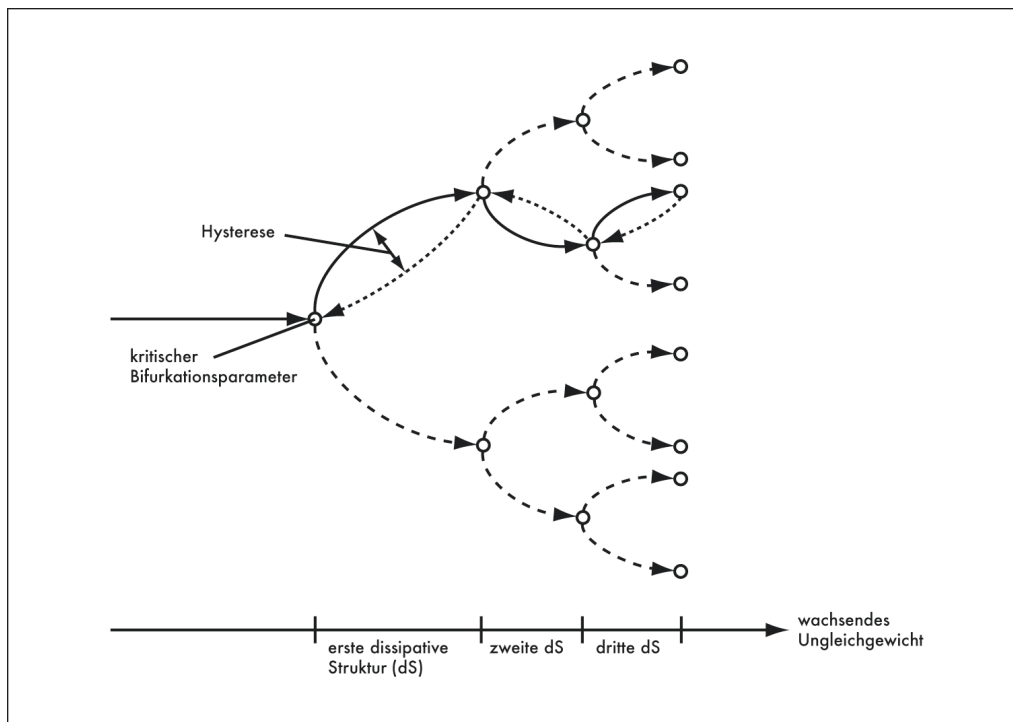 Hysterese
kritischer
Bifurkationsparameter
wachsendes
Ungleichgewicht
erste dissipative
Struktur (dS)
zweite dS
dritte dS